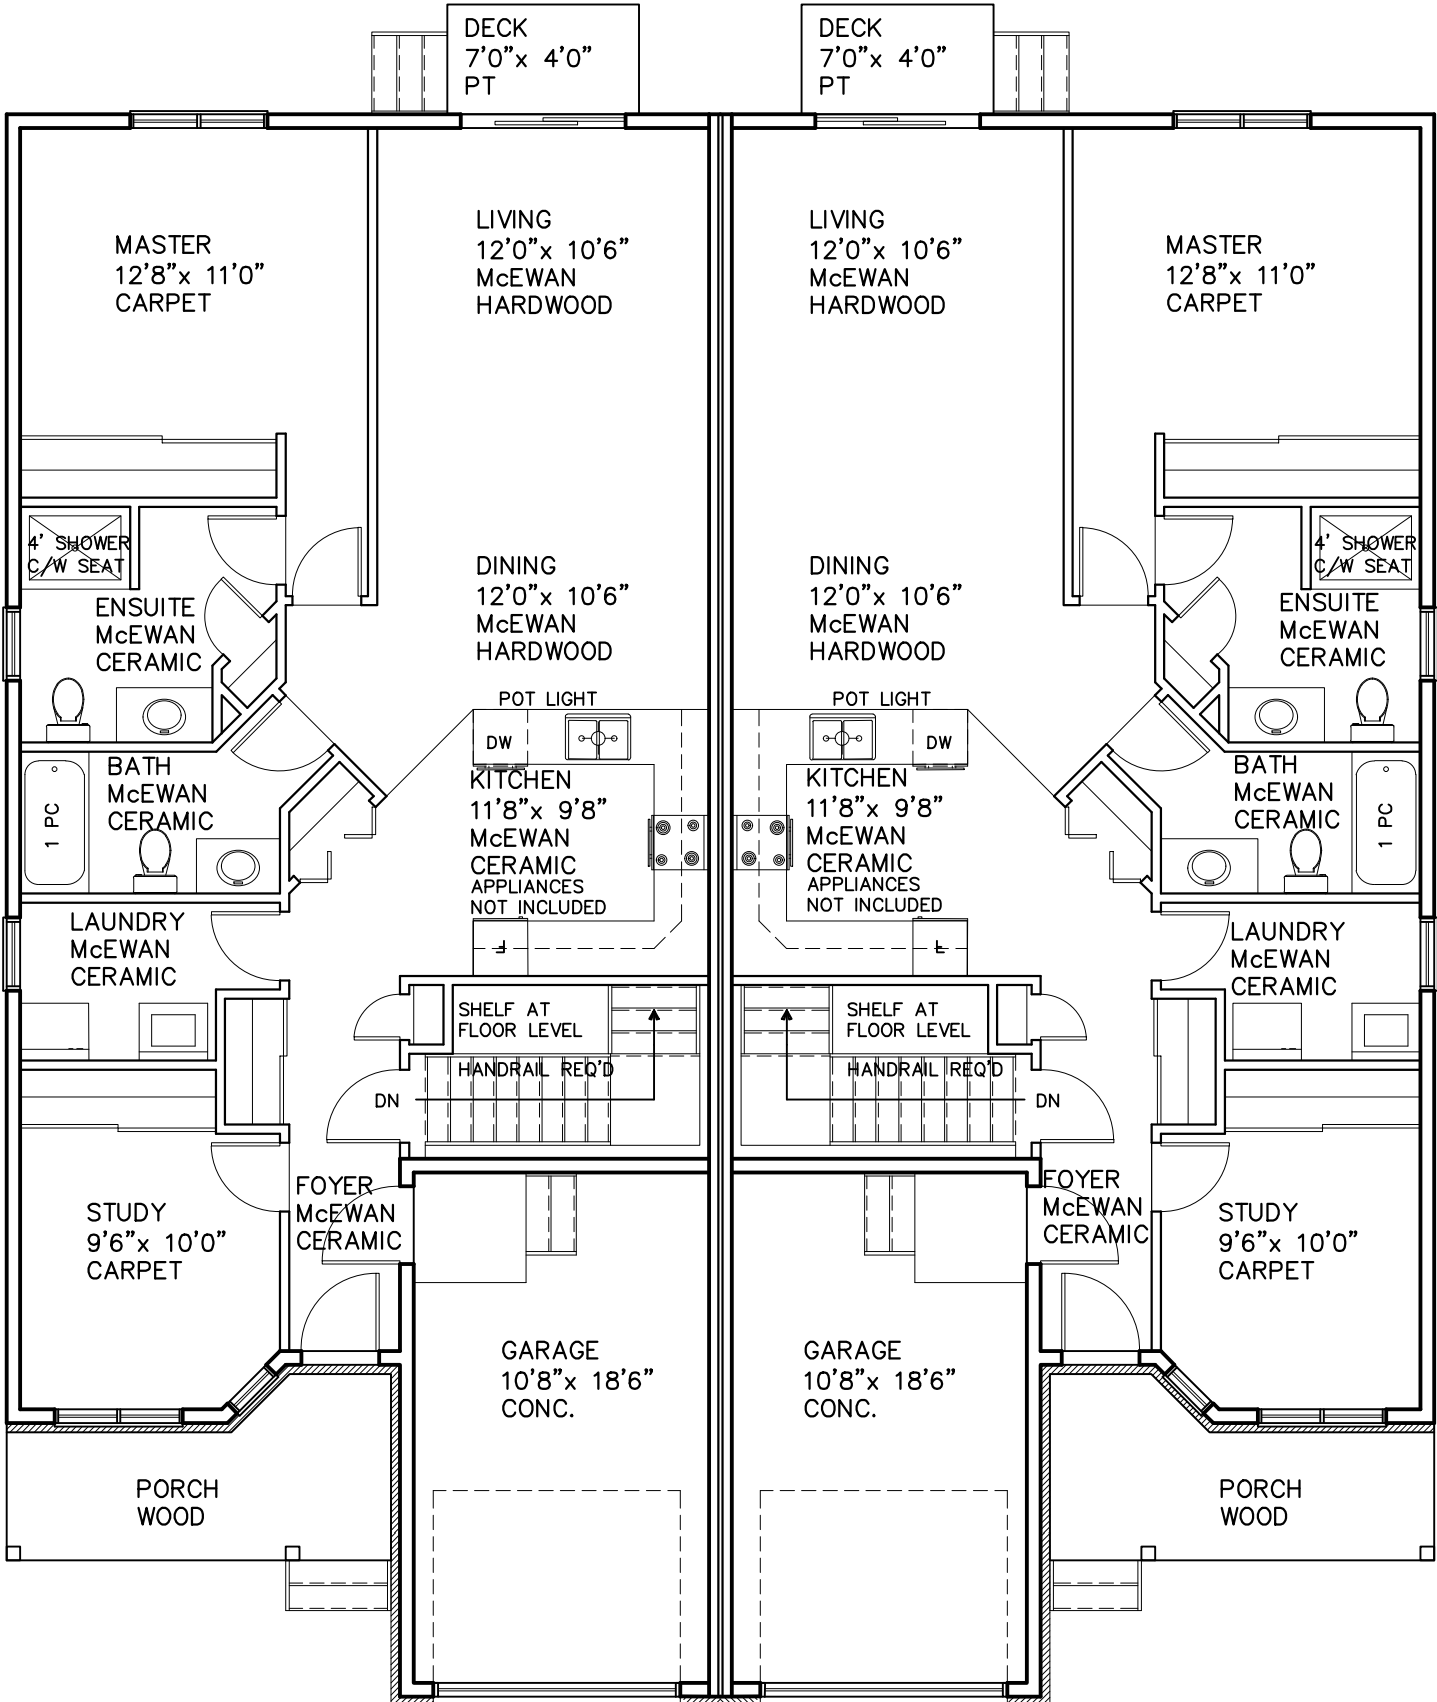 DECK
7'0"x 4'0"
PT
DECK
7'0"x 4'0"
PT
MASTER
12'8"x 11'0"
CARPET
LIVING
12'0"x 10'6"
McEWAN
HARDWOOD
LIVING
12'0"x 10'6"
McEWAN
HARDWOOD
MASTER
12'8"x 11'0"
CARPET
4' SHOWER
C/W SEAT
ENSUITE
McEWAN
CERAMIC
DINING
12'0"x 10'6"
McEWAN
HARDWOOD
DINING
12'0"x 10'6"
McEWAN
HARDWOOD
4' SHOWER
C/W SEAT
ENSUITE
McEWAN
CERAMIC
POT LIGHT
POT LIGHT
DW
DW
1 PC
BATH
McEWAN
CERAMIC
KITCHEN
11'8"x 9'8"
McEWAN
CERAMIC
APPLIANCES
NOT INCLUDED
KITCHEN
11'8"x 9'8"
McEWAN
CERAMIC
APPLIANCES
NOT INCLUDED
BATH
McEWAN
CERAMIC
1 PC
LAUNDRY
McEWAN
CERAMIC
LAUNDRY
McEWAN
CERAMIC
SHELF AT
FLOOR LEVEL
SHELF AT
FLOOR LEVEL
HANDRAIL REQ'D
HANDRAIL REQ'D
DN
DN
STUDY
9'6"x 10'0"
CARPET
FOYER
McEWAN
CERAMIC
FOYER
McEWAN
CERAMIC
STUDY
9'6"x 10'0"
CARPET
GARAGE
10'8"x 18'6"
CONC.
GARAGE
10'8"x 18'6"
CONC.
PORCH
WOOD
PORCH
WOOD